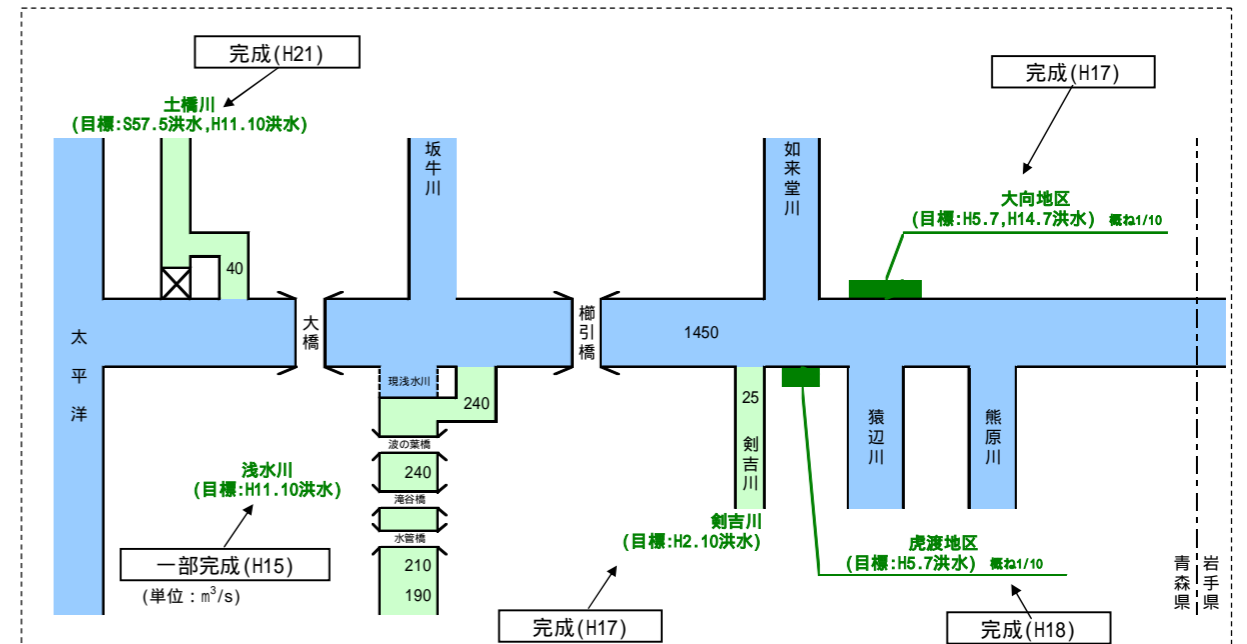 完成(H21)
完成(H17)
土橋川
(目標:S57.5洪水,H11.10洪水)
坂牛川
如来堂川
大向地区
(目標:H5.7,H14.7洪水) 概ね1/10
40
太平洋
大橋
櫛引橋
1450
現浅水川
240
波の葉橋
240
滝谷橋
水管橋
210
190
25
剣吉川
猿辺川
熊原川
浅水川
(目標:H11.10洪水)
一部完成(H15)
(単位：m³/s)
剣吉川
(目標:H2.10洪水)
虎渡地区
(目標:H5.7洪水) 概ね1/10
青森県
岩手県
完成(H17)
完成(H18)